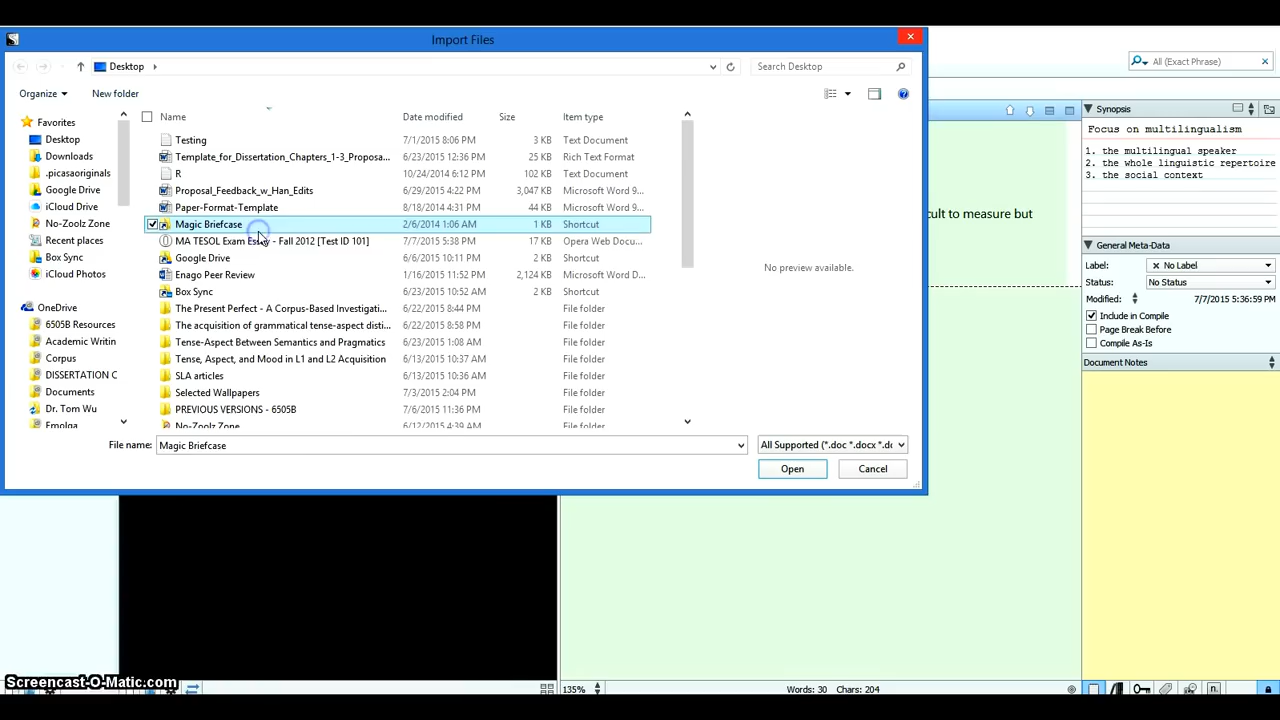 Import Files
All (Exact Phrase)
Desktop
Search Desktop
Organize
New folder
Name
Date modified
Size
Item type
Favorites
Desktop
Downloads
.picasaoriginals
Google Drive
iCloud Drive
No-Zoolz Zone
Recent places
Box Sync
iCloud Photos
OneDrive
6505B Resources
Academic Writin
Corpus
DISSERTATION C
Documents
Dr. Tom Wu
Emolga
Testing 7/1/2015 8:06 PM 3 KB Text Document
Template_for_Dissertation_Chapters_1-3_Proposa... 6/23/2015 12:36 PM 25 KB Rich Text Format
R 10/24/2014 6:12 PM 102 KB Text Document
Proposal_Feedback_w_Han_Edits 6/29/2015 4:22 PM 3,047 KB Microsoft Word 9...
Paper-Format-Template 8/18/2014 4:31 PM 44 KB Microsoft Word 9...
Magic Briefcase 2/6/2014 1:06 AM 1 KB Shortcut
MA TESOL Exam Essay - Fall 2012 [Test ID 101] 7/7/2015 5:38 PM 17 KB Opera Web Docu...
Google Drive 6/6/2015 10:11 PM 2 KB Shortcut
Enago Peer Review 1/16/2015 11:52 PM 2,124 KB Microsoft Word D...
Box Sync 6/23/2015 10:52 AM 2 KB Shortcut
The Present Perfect - A Corpus-Based Investigati... 6/22/2015 8:44 PM File folder
The acquisition of grammatical tense-aspect disti... 6/22/2015 8:58 PM File folder
Tense-Aspect Between Semantics and Pragmatics 6/23/2015 1:08 AM File folder
Tense, Aspect, and Mood in L1 and L2 Acquisition 6/13/2015 10:37 AM File folder
SLA articles 6/13/2015 10:36 AM File folder
Selected Wallpapers 7/3/2015 2:04 PM File folder
PREVIOUS VERSIONS - 6505B 7/6/2015 11:36 PM File folder
No-Zoolz Zone 6/12/2015 4:39 AM File folder
No preview available.
File name: Magic Briefcase
All Supported (*.doc *.docx *.dc
Open
Cancel
cult to measure but
Synopsis
Focus on multilingualism
1. the multilingual speaker
2. the whole linguistic repertoire
3. the social context
General Meta-Data
Label: No Label
Status: No Status
Modified: 7/7/2015 5:36:59 PM
Include in Compile
Page Break Before
Compile As-Is
Document Notes
Screencast-O-Matic.com
135%
Words: 30 Chars: 204
n.